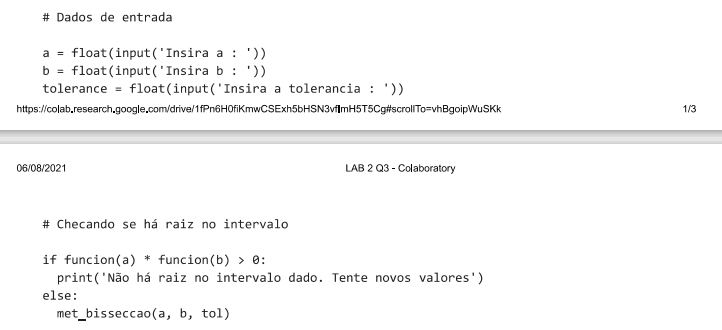 # Dados de entrada
a = float(input('Insira a : '))
b = float(input('Insira b : '))
tolerance = float(input('Insira a tolerancia : '))
https://colab.research.google.com/drive/1fPn6H0fiKmwCSExh5bHSN3vflmH5T5Cg#scrollTo=vhBgoipWuSKk 1/3
06/08/2021 LAB 2 Q3 - Colaboratory
# Checando se há raiz no intervalo
if funcion(a) * funcion(b) > 0:
  print('Não há raiz no intervalo dado. Tente novos valores')
else:
  met_bisseccao(a, b, tol)